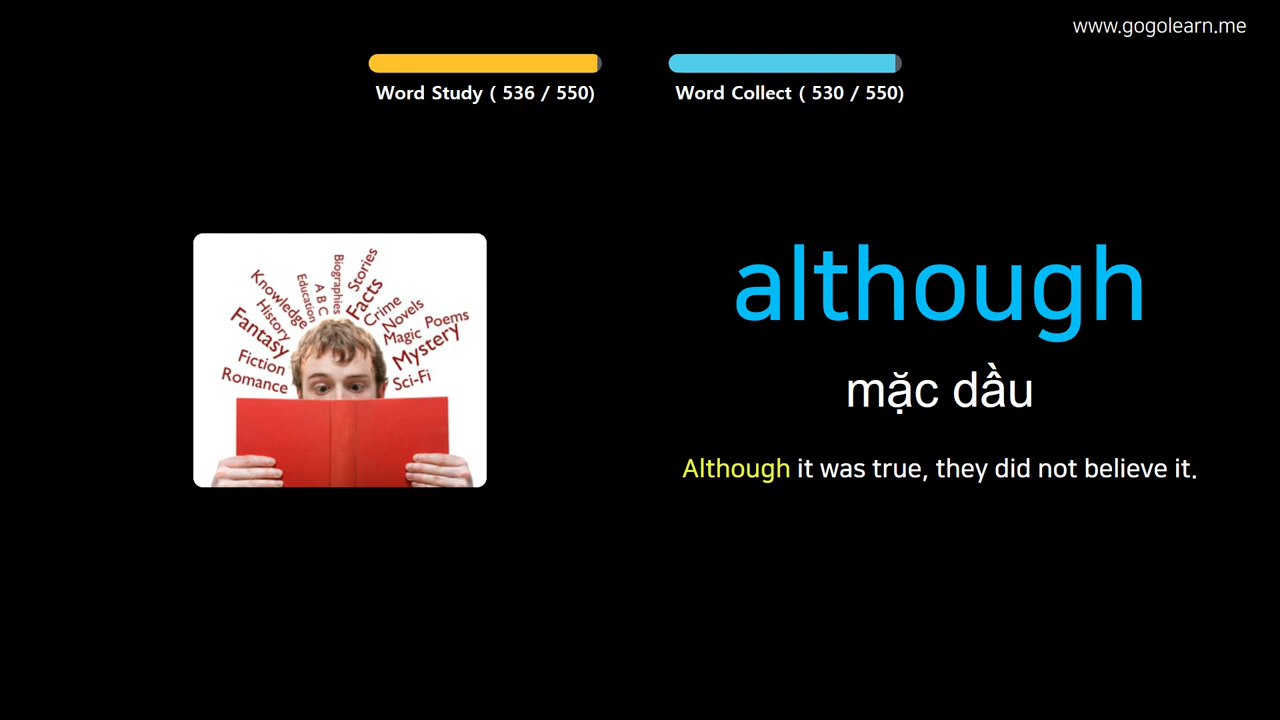 www.gogolearn.me
Word Study ( 536 / 550)
Word Collect ( 530 / 550)
although
mặc dầu
Although it was true, they did not believe it.
Knowledge
History
Fantasy
Fiction
Romance
Education
A B C
Biographies
Stories
Facts
Crime
Novels
Magic
Poems
Mystery
Sci-Fi